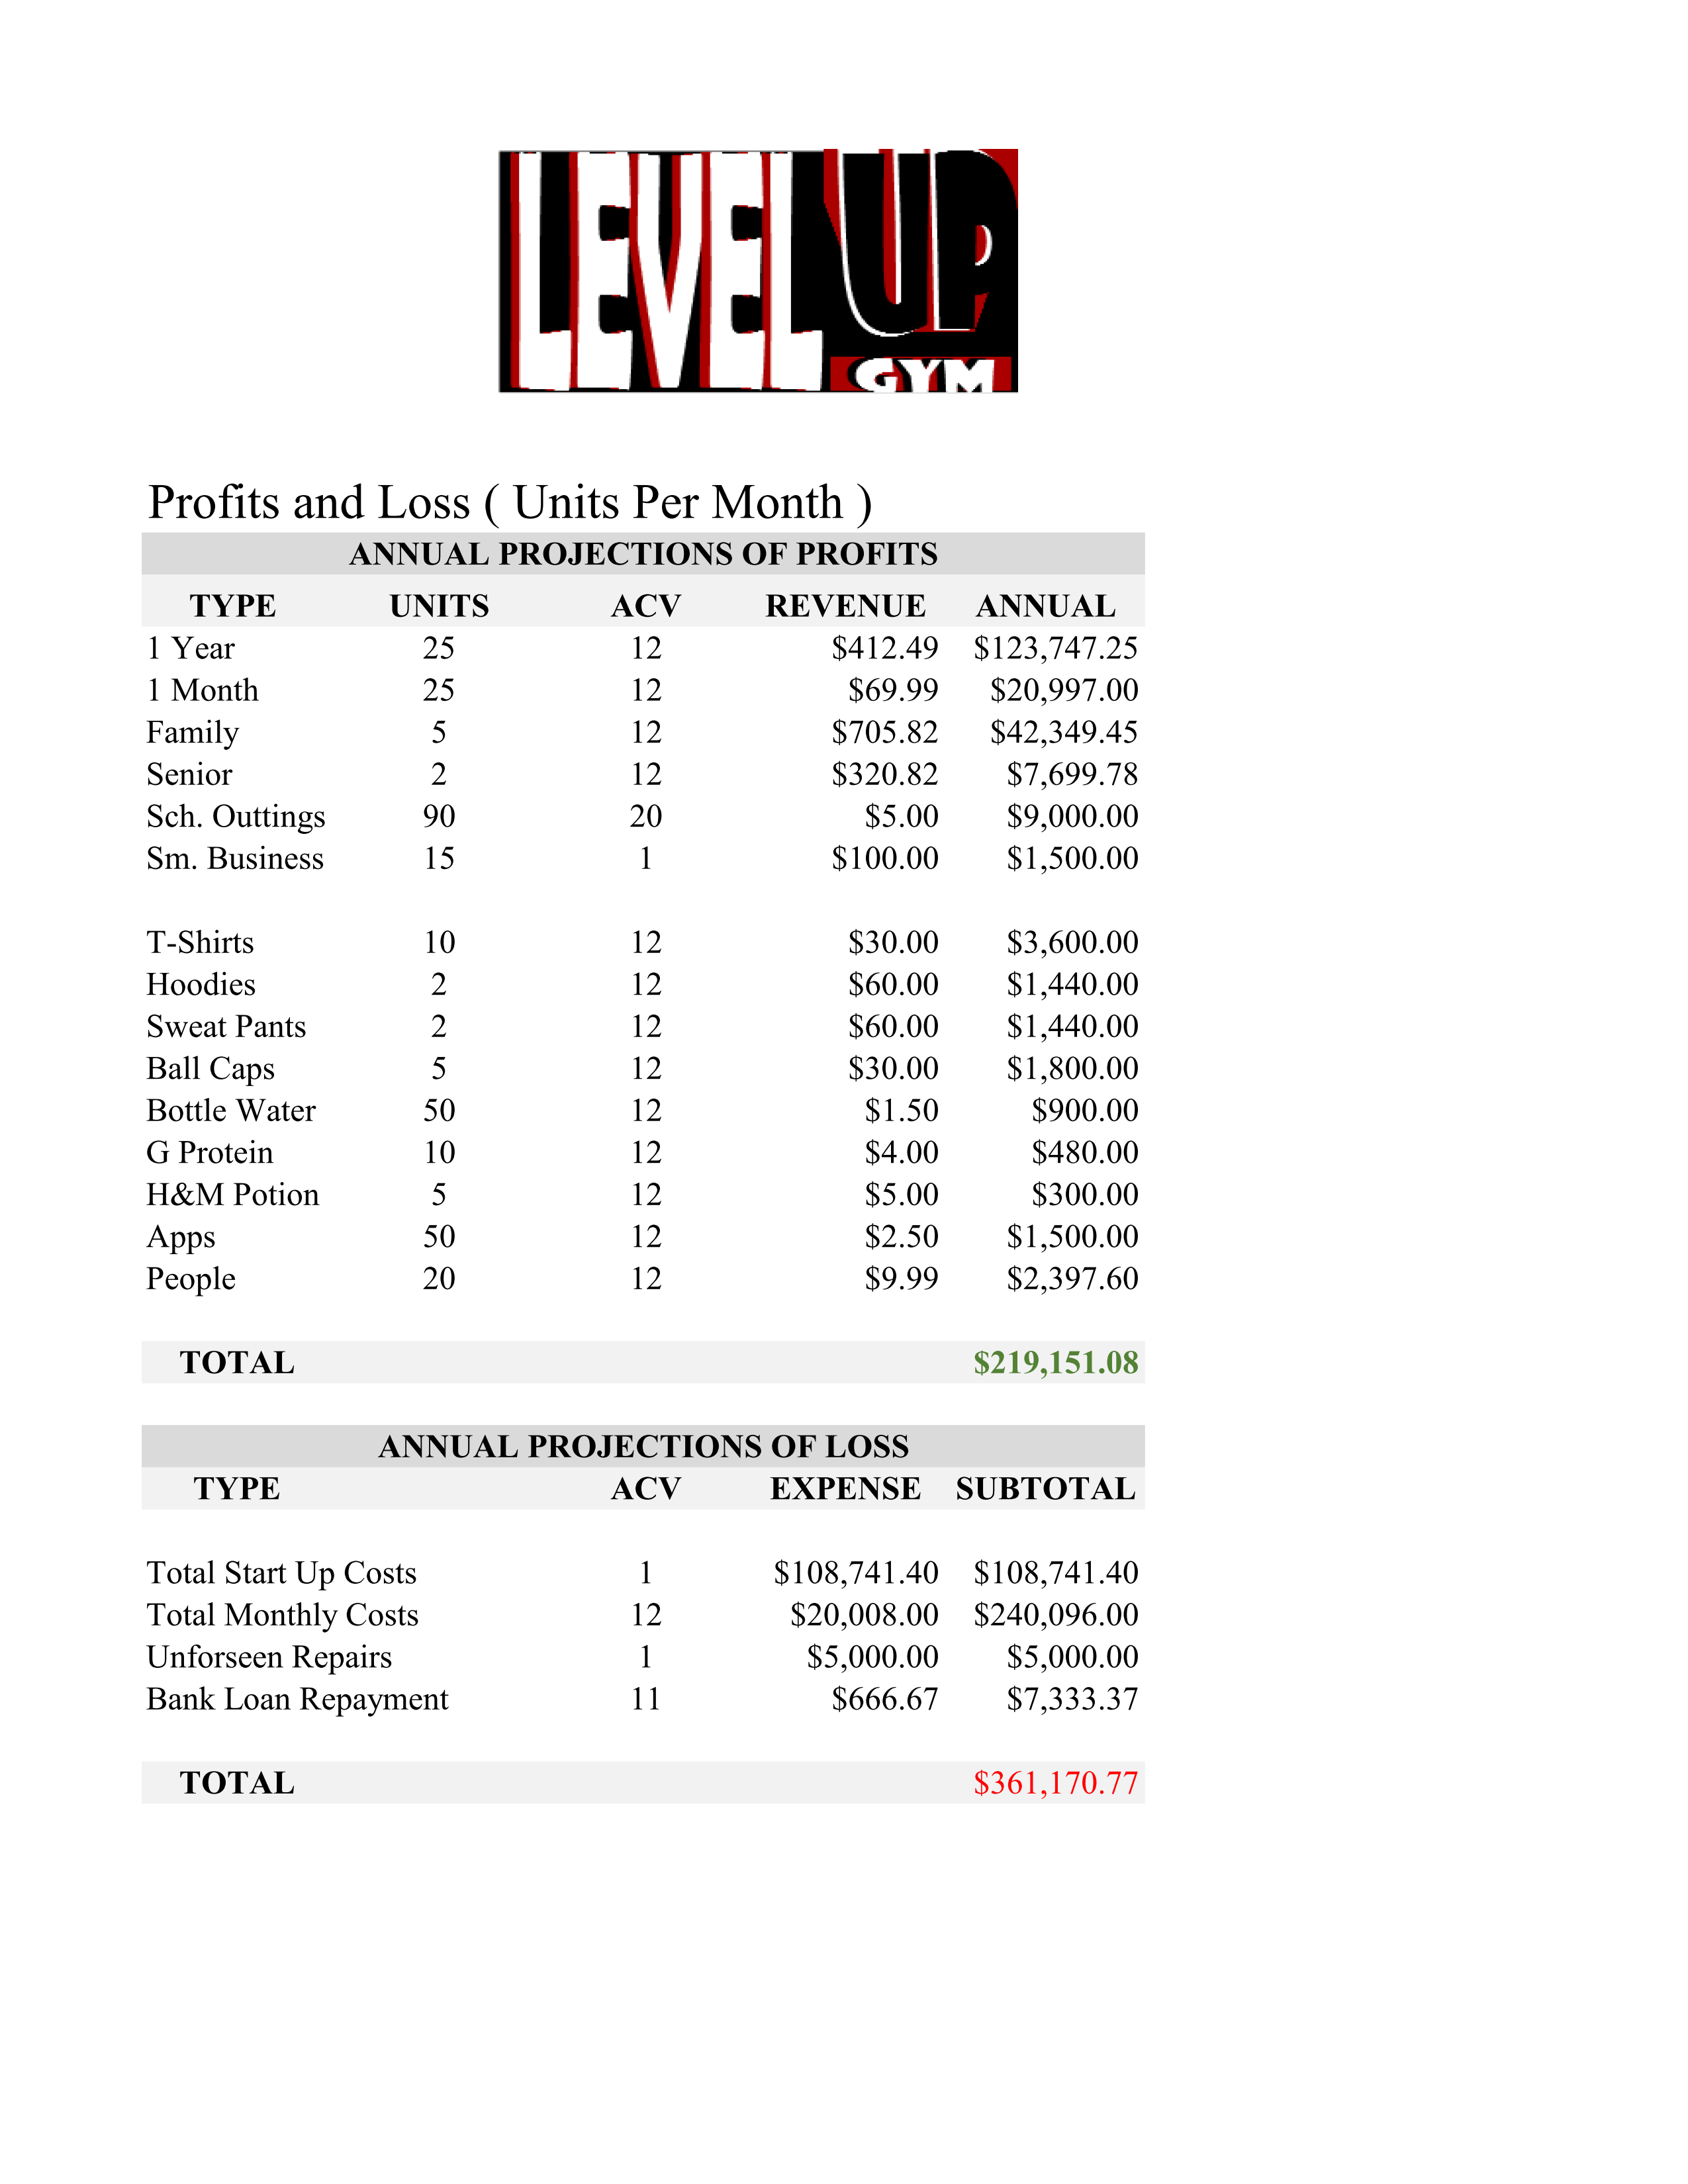 LEVEL UP
GYM
Profits and Loss ( Units Per Month )
ANNUAL PROJECTIONS OF PROFITS
TYPE UNITS ACV REVENUE ANNUAL
1 Year 25 12 $412.49 $123,747.25
1 Month 25 12 $69.99 $20,997.00
Family 5 12 $705.82 $42,349.45
Senior 2 12 $320.82 $7,699.78
Sch. Outtings 90 20 $5.00 $9,000.00
Sm. Business 15 1 $100.00 $1,500.00
T-Shirts 10 12 $30.00 $3,600.00
Hoodies 2 12 $60.00 $1,440.00
Sweat Pants 2 12 $60.00 $1,440.00
Ball Caps 5 12 $30.00 $1,800.00
Bottle Water 50 12 $1.50 $900.00
G Protein 10 12 $4.00 $480.00
H&M Potion 5 12 $5.00 $300.00
Apps 50 12 $2.50 $1,500.00
People 20 12 $9.99 $2,397.60
TOTAL $219,151.08
ANNUAL PROJECTIONS OF LOSS
TYPE ACV EXPENSE SUBTOTAL
Total Start Up Costs 1 $108,741.40 $108,741.40
Total Monthly Costs 12 $20,008.00 $240,096.00
Unforseen Repairs 1 $5,000.00 $5,000.00
Bank Loan Repayment 11 $666.67 $7,333.37
TOTAL $361,170.77